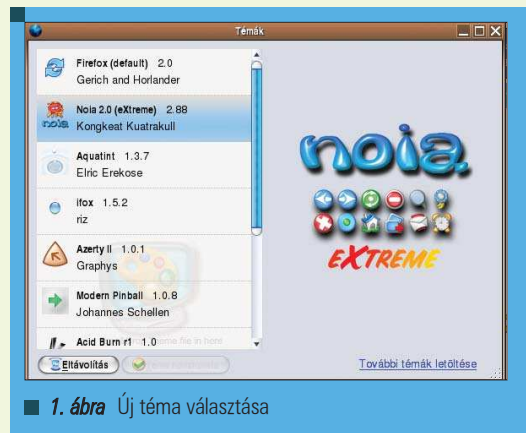 Témák
Firefox (default) 2.0
Gerich and Horlander
Noia 2.0 (eXtreme) 2.88
Kongkeat Kuatrakull
Aquatint 1.3.7
Elric Erekose
ifox 1.5.2
riz
Azerty II 1.0.1
Graphys
Modern Pinball 1.0.8
Johannes Schellen
Acid Burn r1 1.0
Eltávolítás
noia
noia
EXTREME
További témák letöltése
1. ábra Új téma választása